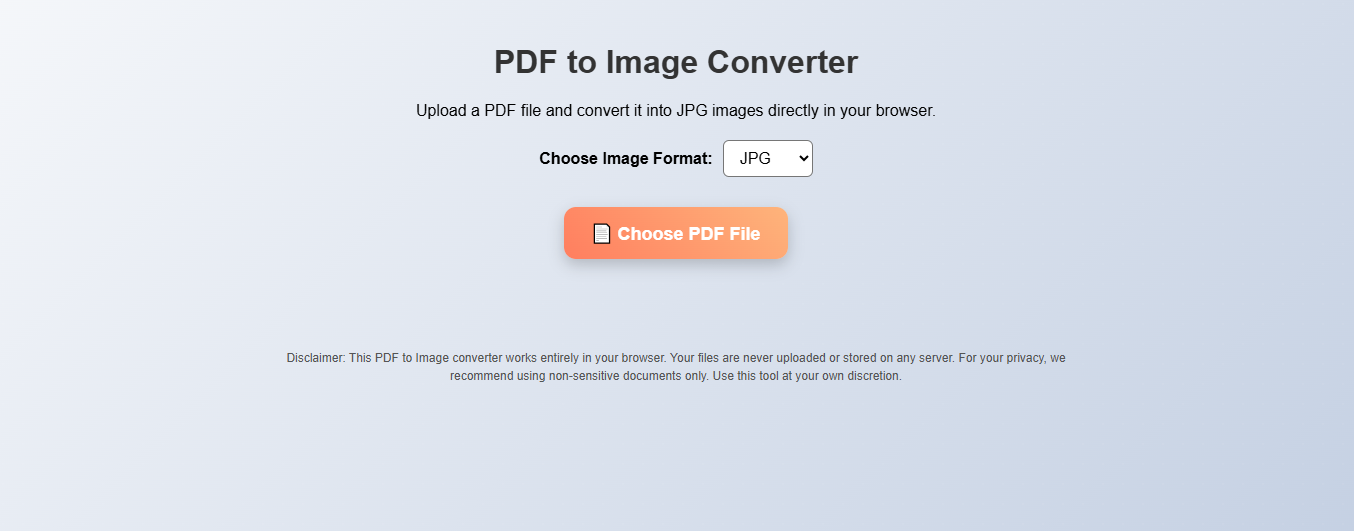 PDF to Image Converter
Upload a PDF file and convert it into JPG images directly in your browser.
Choose Image Format: JPG
Choose PDF File
Disclaimer: This PDF to Image converter works entirely in your browser. Your files are never uploaded or stored on any server. For your privacy, we
recommend using non-sensitive documents only. Use this tool at your own discretion.